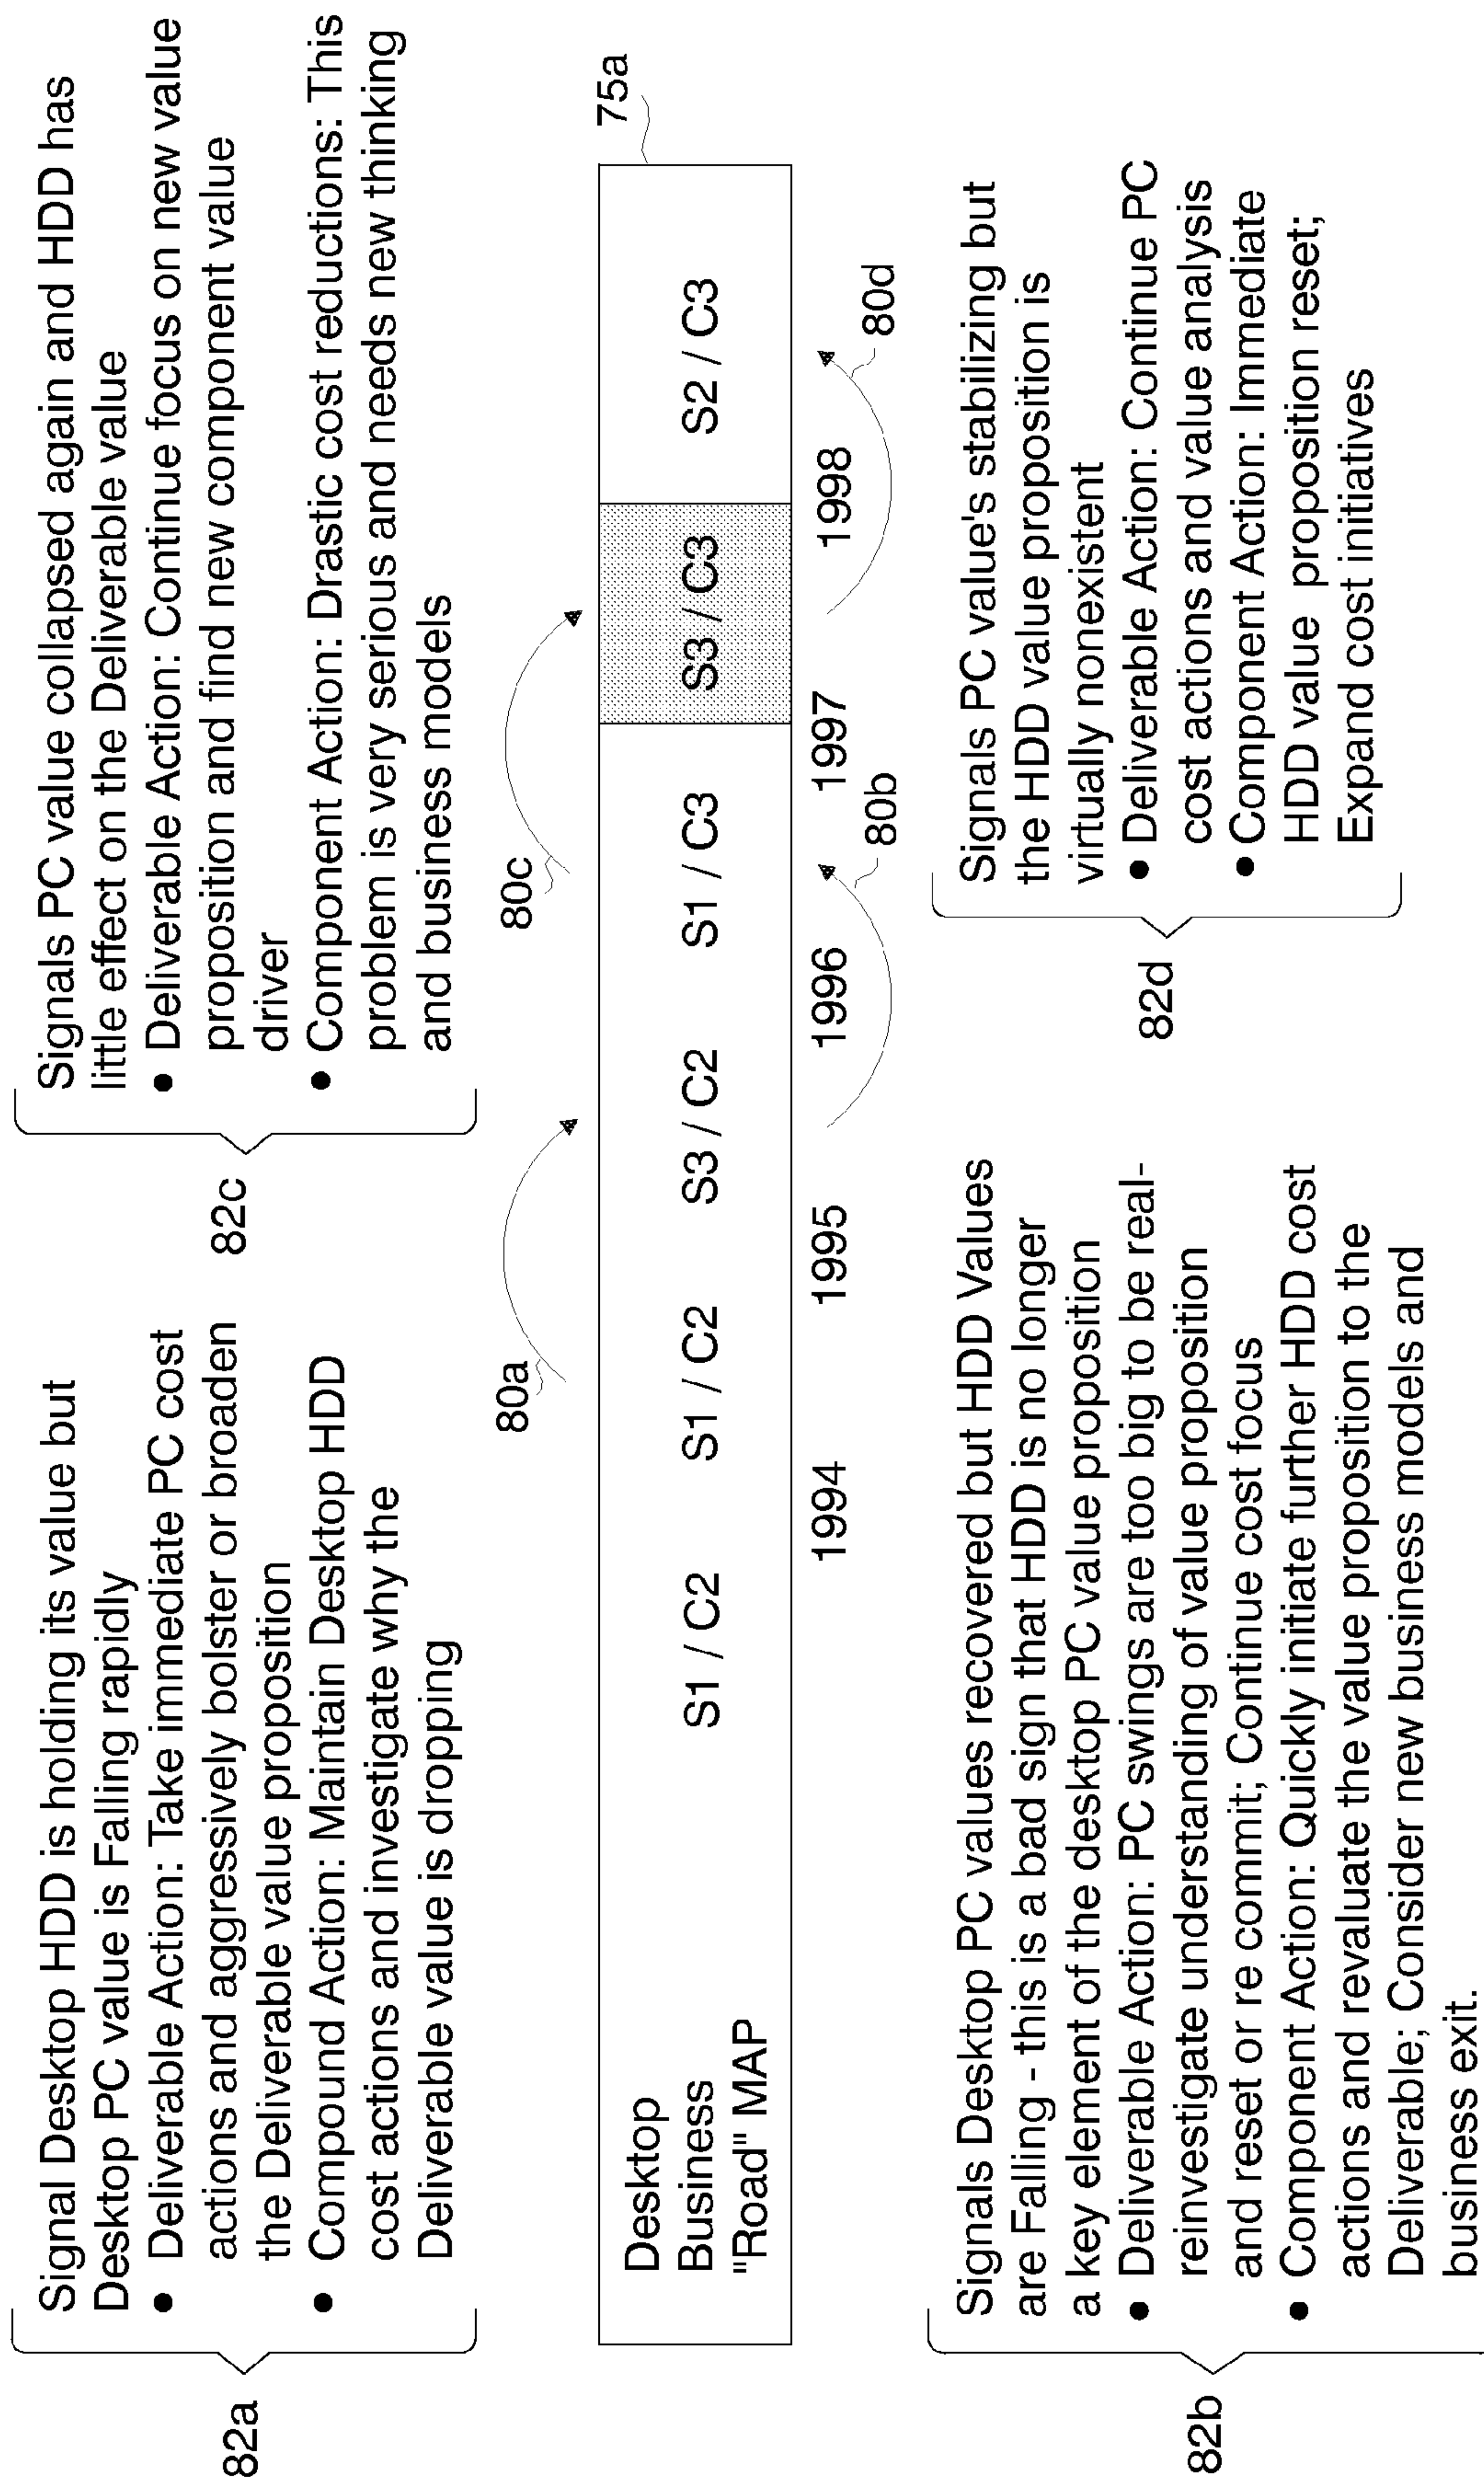 82a
Signal Desktop HDD is holding its value but
Desktop PC value is Falling rapidly
● Deliverable Action: Take immediate PC cost
actions and aggressively bolster or broaden
the Deliverable value proposition
● Compound Action: Maintain Desktop HDD
cost actions and investigate why the
Deliverable value is dropping
82c
Signals PC value collapsed again and HDD has
little effect on the Deliverable value
● Deliverable Action: Continue focus on new value
proposition and find new component value
driver
● Component Action: Drastic cost reductions: This
problem is very serious and needs new thinking
and business models
80a
80c
75a
Desktop
Business
"Road" MAP
S1 / C2
S1 / C2
S3 / C2
S1 / C3
S3 / C3
S2 / C3
1994
1995
1996
1997
1998
80b
80d
82b
Signals Desktop PC values recovered but HDD Values
are Falling - this is a bad sign that HDD is no longer
a key element of the desktop PC value proposition
● Deliverable Action: PC swings are too big to be real-
reinvestigate understanding of value proposition
and reset or re commit; Continue cost focus
● Component Action: Quickly initiate further HDD cost
actions and revaluate the value proposition to the
Deliverable; Consider new business models and
business exit.
82d
Signals PC value's stabilizing but
the HDD value proposition is
virtually nonexistent
● Deliverable Action: Continue PC
cost actions and value analysis
● Component Action: Immediate
HDD value proposition reset;
Expand cost initiatives